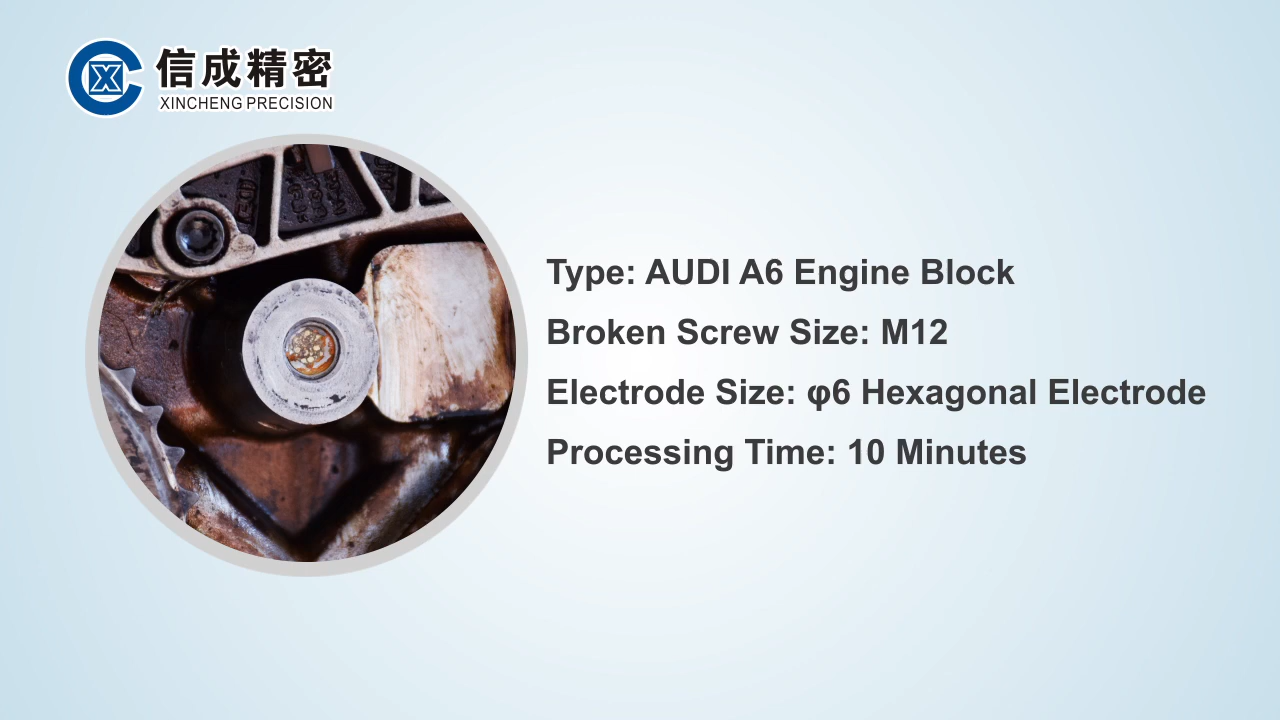 信成精密
XINCHENG PRECISION
Type: AUDI A6 Engine Block
Broken Screw Size: M12
Electrode Size: φ6 Hexagonal Electrode
Processing Time: 10 Minutes